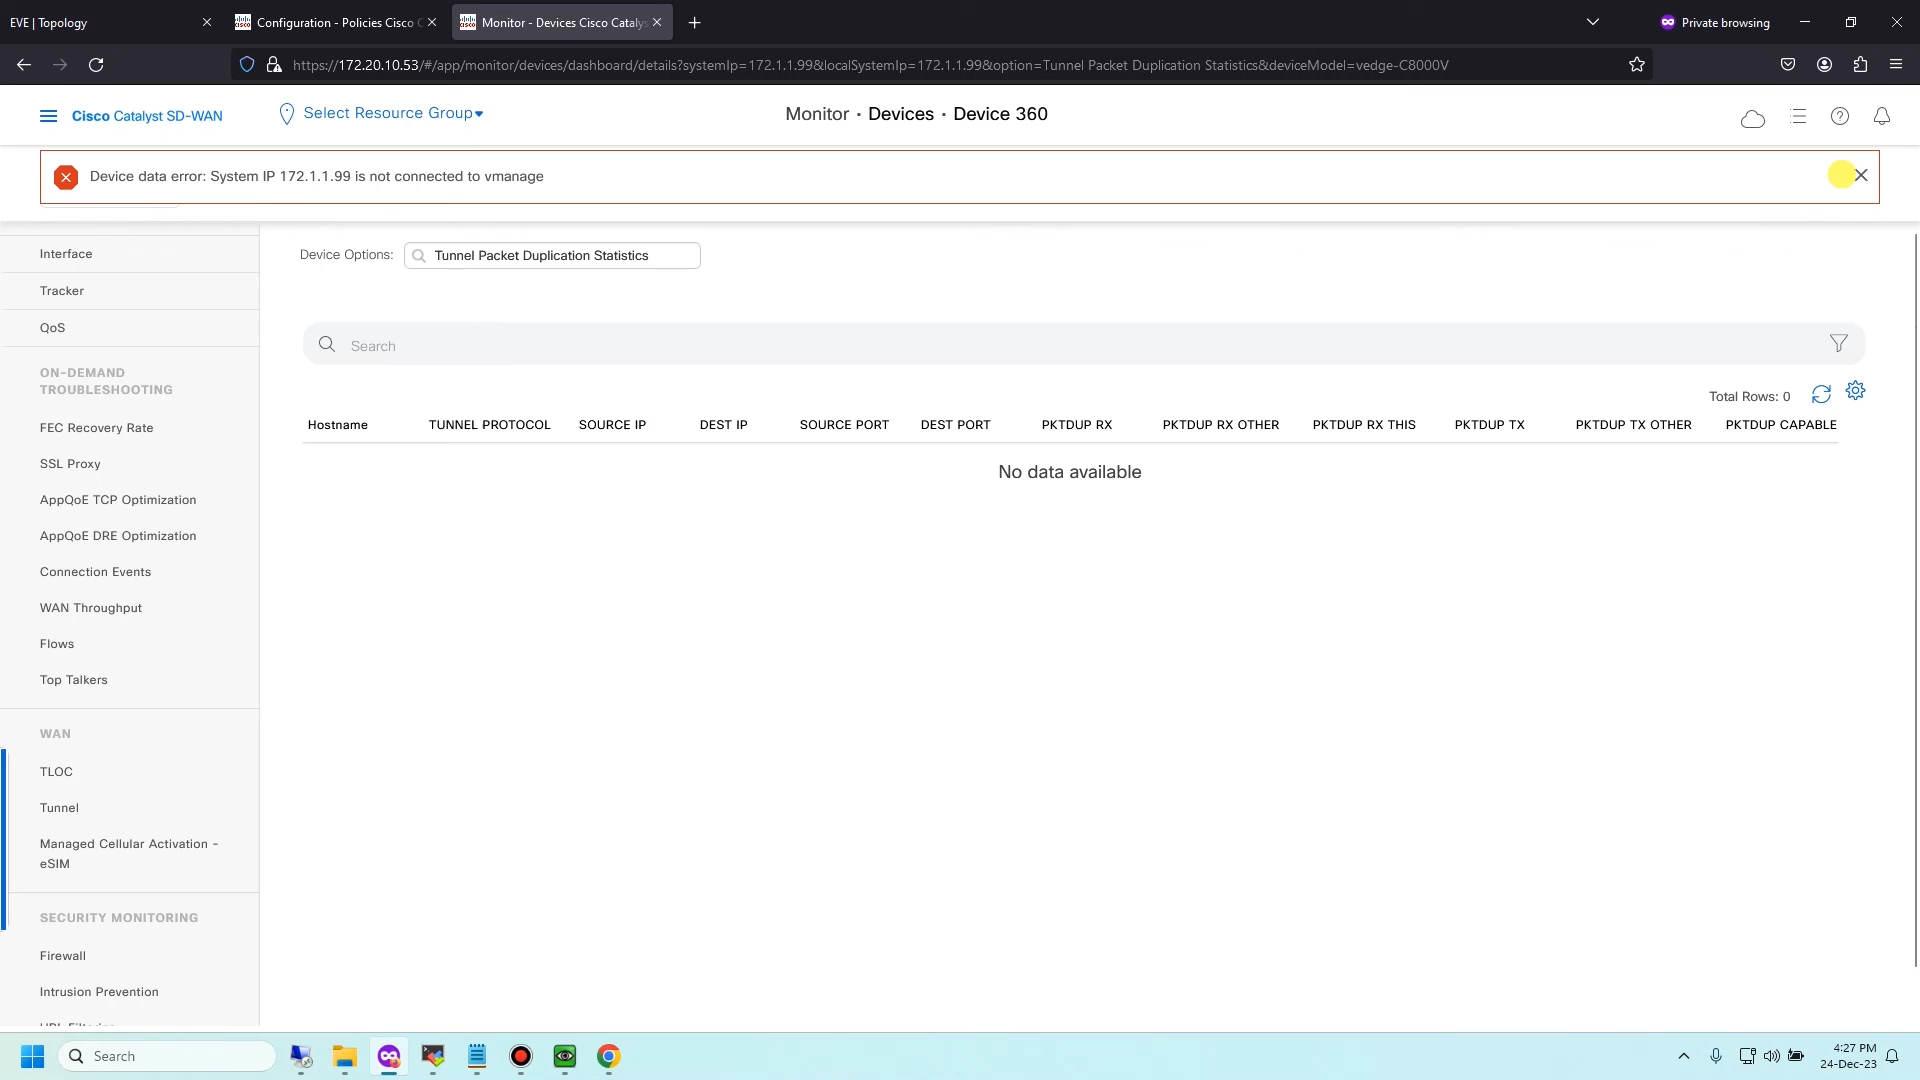 EVE | Topology
Configuration - Policies Cisco C
Monitor - Devices Cisco Cataly
Private browsing
https://172.20.10.53/#/app/monitor/devices/dashboard/details?systemIp=172.1.1.99&localSystemIp=172.1.1.99&option=Tunnel Packet Duplication Statistics&deviceModel=vedge-C8000V
Cisco Catalyst SD-WAN
Select Resource Group
Monitor · Devices · Device 360
Device data error: System IP 172.1.1.99 is not connected to vmanage
Interface
Tracker
QoS
ON-DEMAND
TROUBLESHOOTING
FEC Recovery Rate
SSL Proxy
AppQoE TCP Optimization
AppQoE DRE Optimization
Connection Events
WAN Throughput
Flows
Top Talkers
WAN
TLOC
Tunnel
Managed Cellular Activation -
eSIM
SECURITY MONITORING
Firewall
Intrusion Prevention
Device Options: Tunnel Packet Duplication Statistics
Search
Total Rows: 0
Hostname TUNNEL PROTOCOL SOURCE IP DEST IP SOURCE PORT DEST PORT PKTDUP RX PKTDUP RX OTHER PKTDUP RX THIS PKTDUP TX PKTDUP TX OTHER PKTDUP CAPABLE
No data available
Search
4:27 PM
24-Dec-23